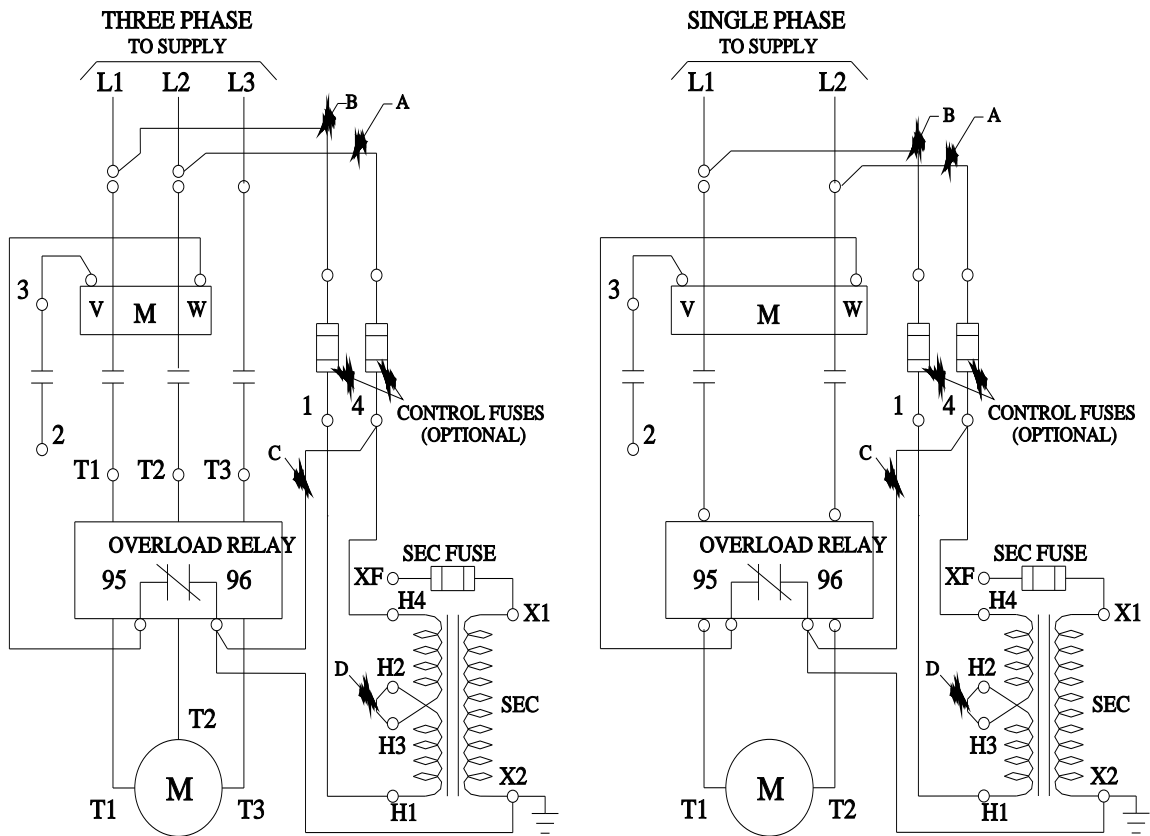 THREE PHASE
TO SUPPLY
L1 L2 L3
B A
3
V M W
2
1 4
CONTROL FUSES
(OPTIONAL)
C
T1 T2 T3
OVERLOAD RELAY
95 96
SEC FUSE
XF
H4 X1
D H2
SEC
H3
T2
X2
T1 M T3
H1
SINGLE PHASE
TO SUPPLY
L1 L2
B A
3
V M W
2
1 4
CONTROL FUSES
(OPTIONAL)
C
OVERLOAD RELAY
95 96
SEC FUSE
XF
H4 X1
D H2
SEC
H3
X2
T1 M T2
H1